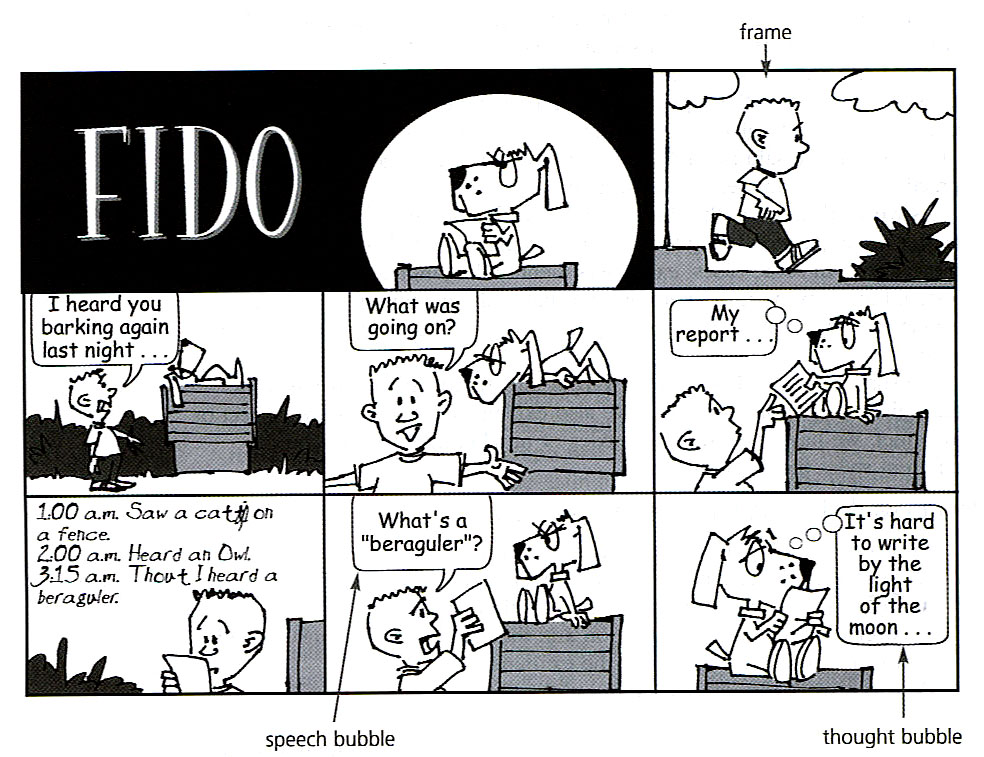 frame
FIDO
I heard you
barking again
last night . . .
What was
going on?
My
report . . .
1:00 a.m. Saw a cat on
a fence.
2:00 a.m. Heard an Owl.
3:15 a.m. Thout I heard a
beraguler.
What's a
"beraguler"?
It's hard
to write
by the
light
of the
moon . . .
speech bubble
thought bubble